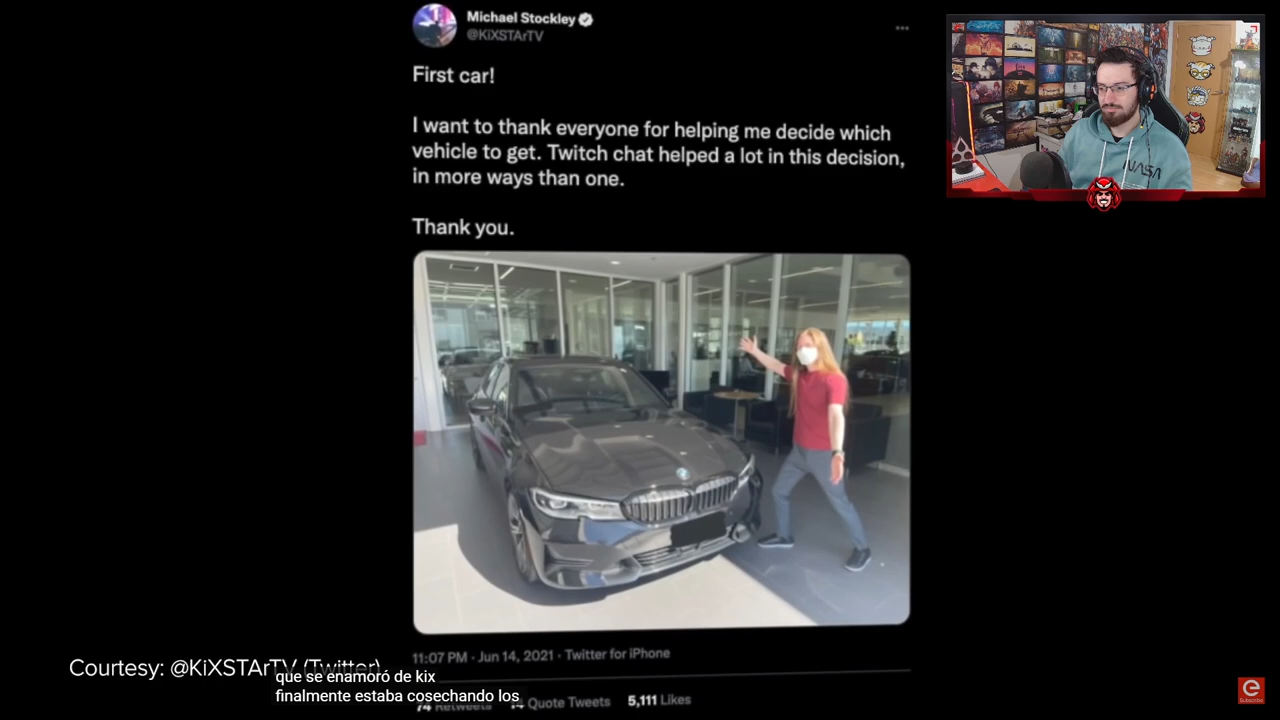 Michael Stockley
@KiXSTArTV
First car!
I want to thank everyone for helping me decide which
vehicle to get. Twitch chat helped a lot in this decision,
in more ways than one.
Thank you.
NASA
11:07 PM · Jun 14, 2021 · Twitter for iPhone
Courtesy: @KiXSTArTV (Twitter)
que se enamoró de kix
finalmente estaba cosechando los
74 Retweets Quote Tweets 5,111 Likes
Subscribe